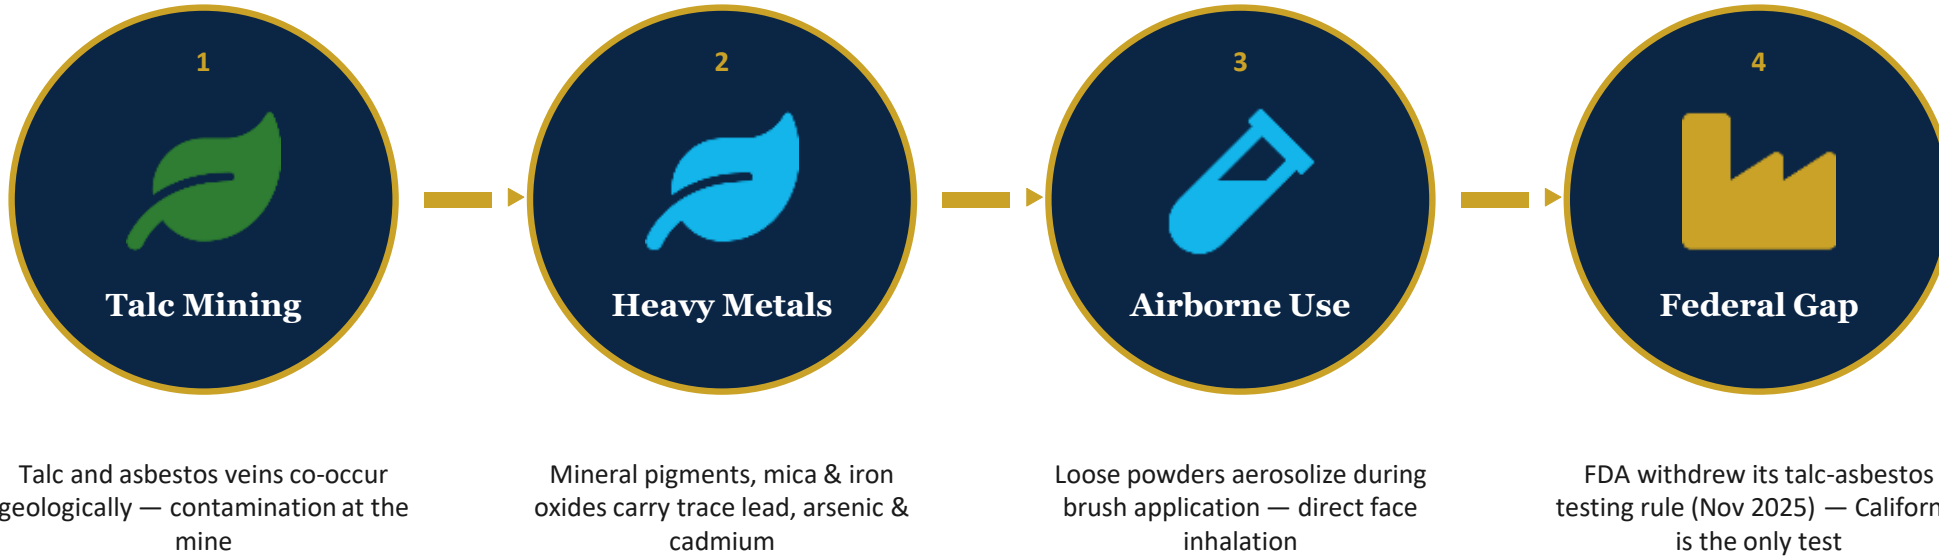 1
Talc Mining
Talc and asbestos veins co-occur
geologically — contamination at the
mine
2
Heavy Metals
Mineral pigments, mica & iron
oxides carry trace lead, arsenic &
cadmium
3
Airborne Use
Loose powders aerosolize during
brush application — direct face
inhalation
4
Federal Gap
FDA withdrew its talc-asbestos
testing rule (Nov 2025) — Californ
is the only test